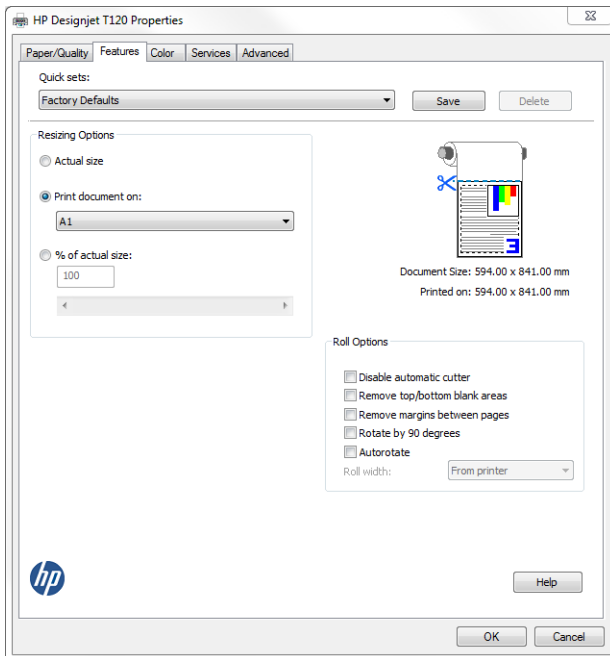 HP Designjet T120 Properties
Paper/Quality Features Color Services Advanced
Quick sets:
Factory Defaults Save Delete
Resizing Options
Actual size
Print document on:
A1
% of actual size:
100
3
Document Size: 594.00 x 841.00 mm
Printed on: 594.00 x 841.00 mm
Roll Options
Disable automatic cutter
Remove top/bottom blank areas
Remove margins between pages
Rotate by 90 degrees
Autorotate
Roll width: From printer
hp
Help
OK Cancel